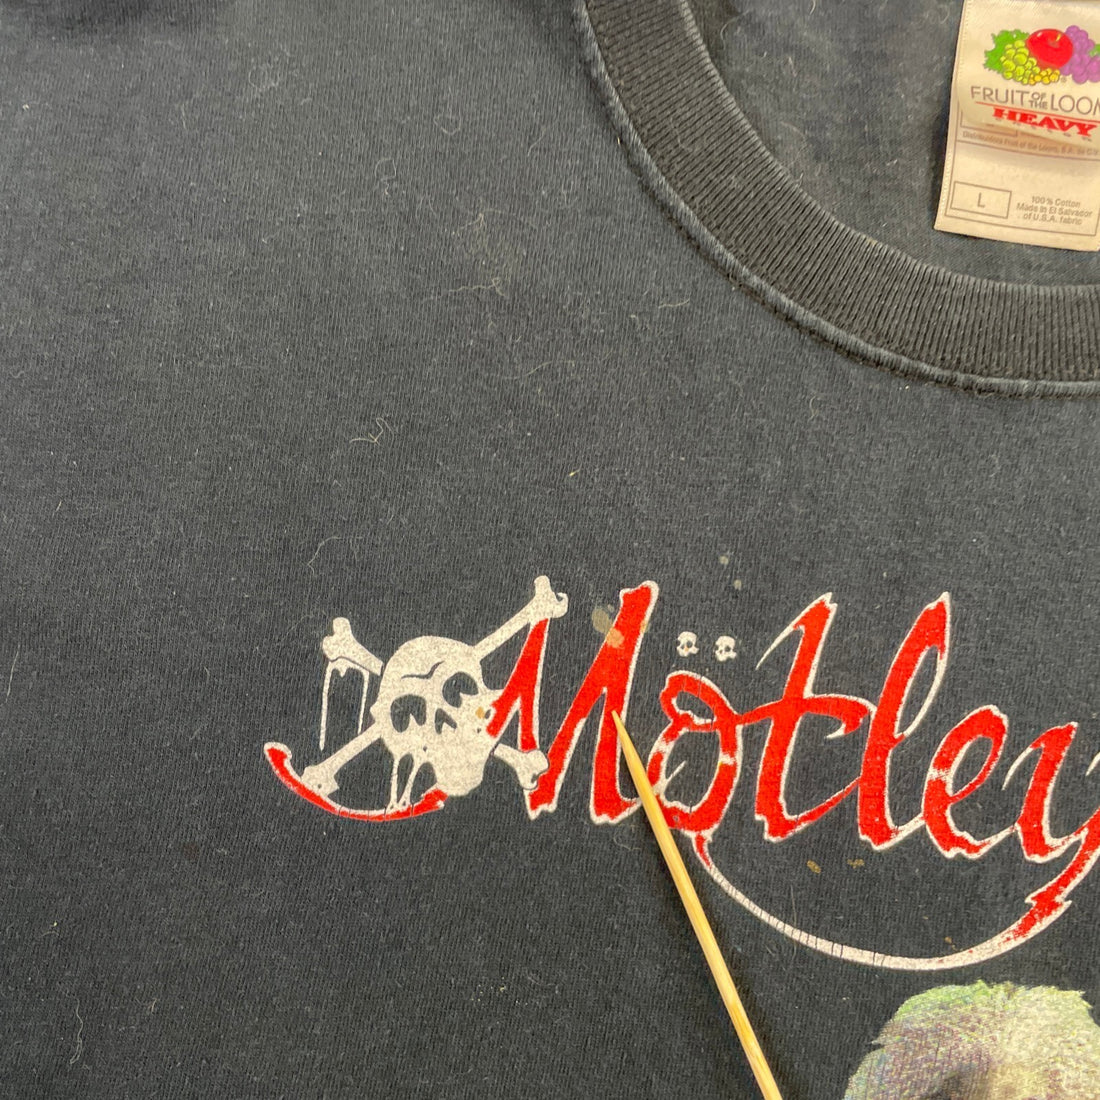 FRUIT OF THE LOOM
HEAVY
L
100% Cotton
Made in El Salvador
of U.S.A. fabric
Mötley